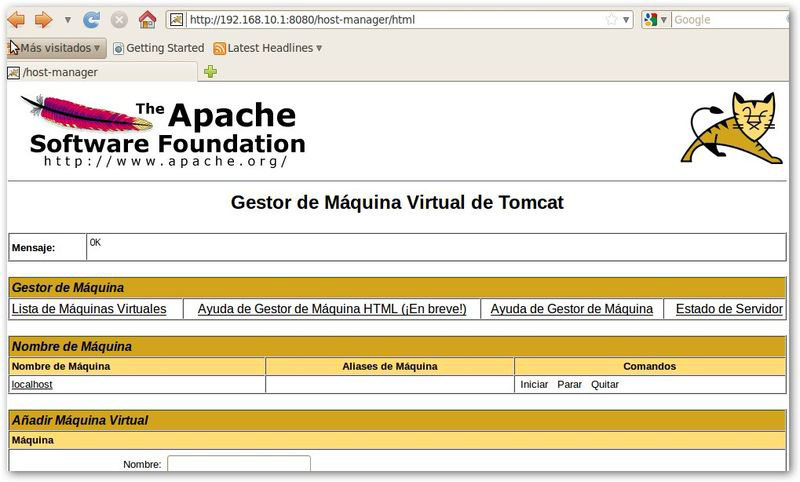 http://192.168.10.1:8080/host-manager/html
Google
Más visitados
Getting Started
Latest Headlines
/host-manager
The Apache
Software Foundation
http://www.apache.org/
Gestor de Máquina Virtual de Tomcat
Mensaje: OK
Gestor de Máquina
Lista de Máquinas Virtuales Ayuda de Gestor de Máquina HTML (¡En breve!) Ayuda de Gestor de Máquina Estado de Servidor
Nombre de Máquina
Nombre de Máquina Aliases de Máquina Comandos
localhost Iniciar Parar Quitar
Añadir Máquina Virtual
Máquina
Nombre: